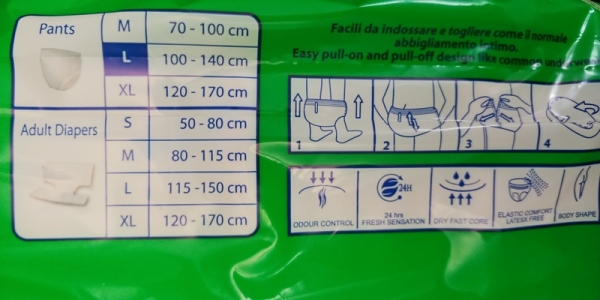 Pants
M 70 - 100 cm
L 100 - 140 cm
XL 120 - 170 cm
Adult Diapers
S 50 - 80 cm
M 80 - 115 cm
L 115 -150 cm
XL 120 - 170 cm
Facili da indossare e togliere come il normale
abbigliamento intimo.
Easy pull-on and pull-off design like common
1 2 3 4
24H
ODOUR CONTROL
24 hrs
FRESH SENSATION
DRY FAST CORE
ELASTIC COMFORT
LATESX FREE
BODY SHAPE